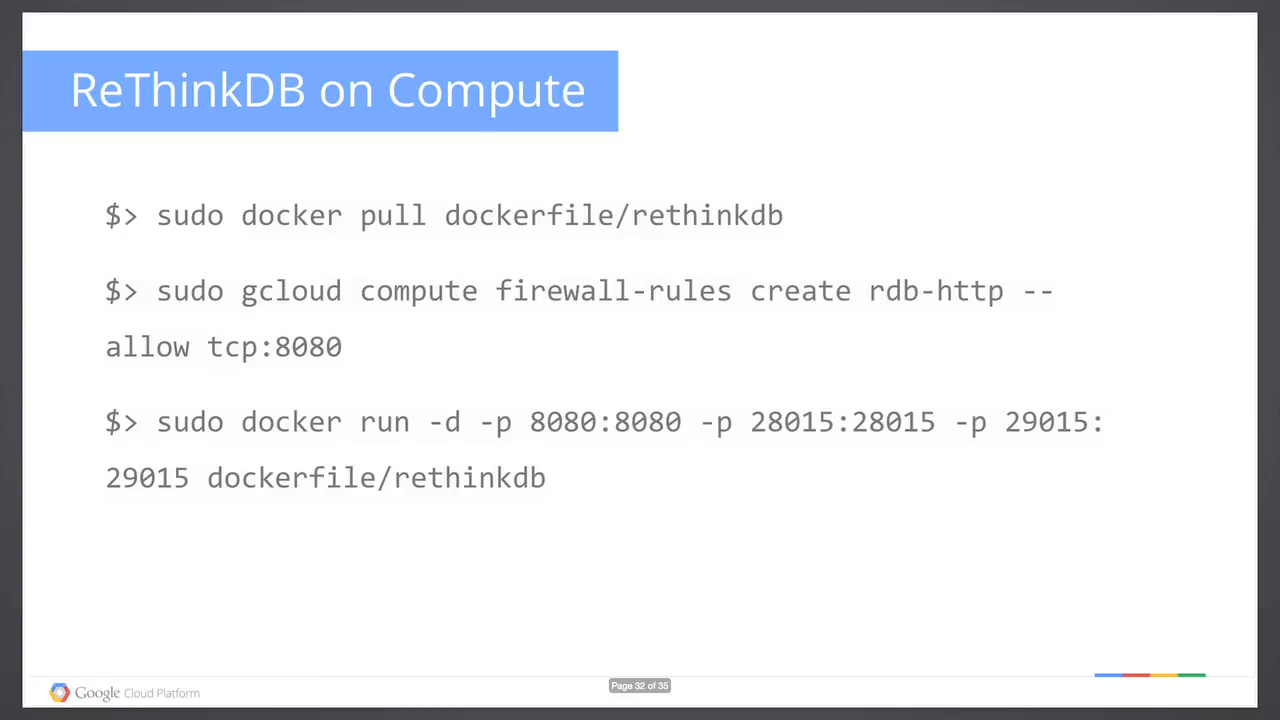 ReThinkDB on Compute
$> sudo docker pull dockerfile/rethinkdb
$> sudo gcloud compute firewall-rules create rdb-http --
allow tcp:8080
$> sudo docker run -d -p 8080:8080 -p 28015:28015 -p 29015:
29015 dockerfile/rethinkdb
Google Cloud Platform
Page 32 of 35